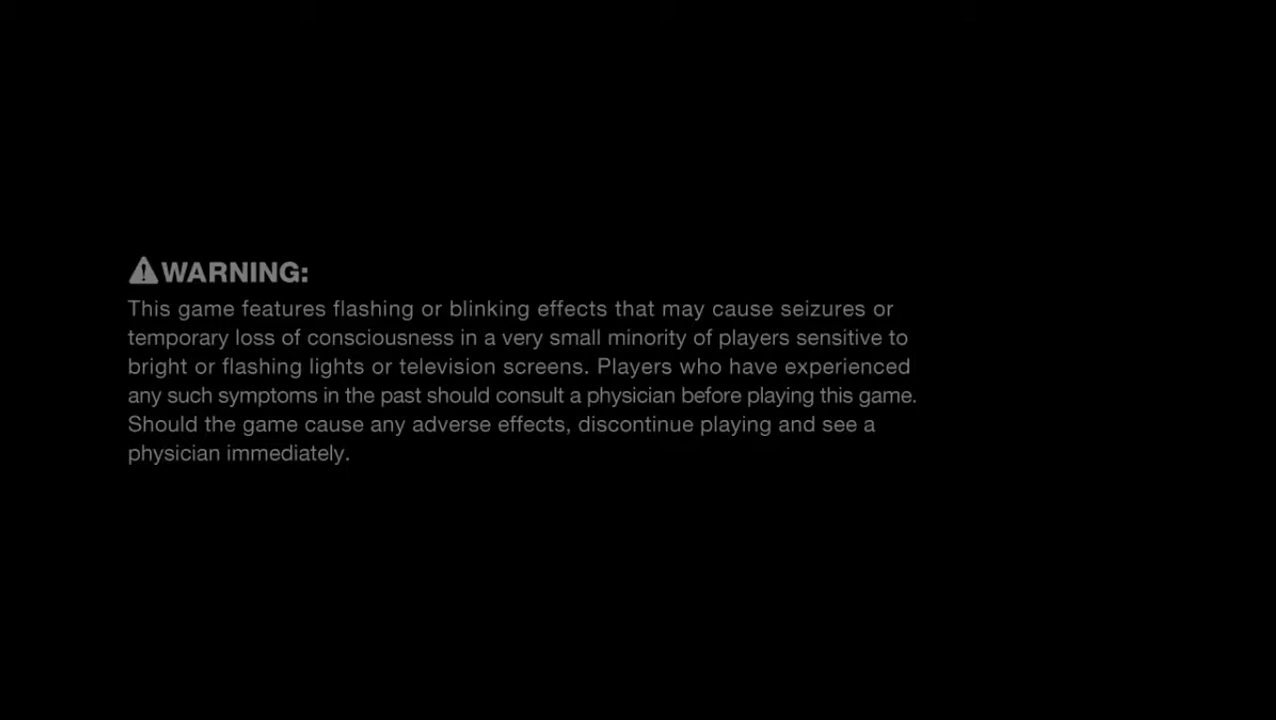 ⚠WARNING:
This game features flashing or blinking effects that may cause seizures or
temporary loss of consciousness in a very small minority of players sensitive to
bright or flashing lights or television screens. Players who have experienced
any such symptoms in the past should consult a physician before playing this game.
Should the game cause any adverse effects, discontinue playing and see a
physician immediately.